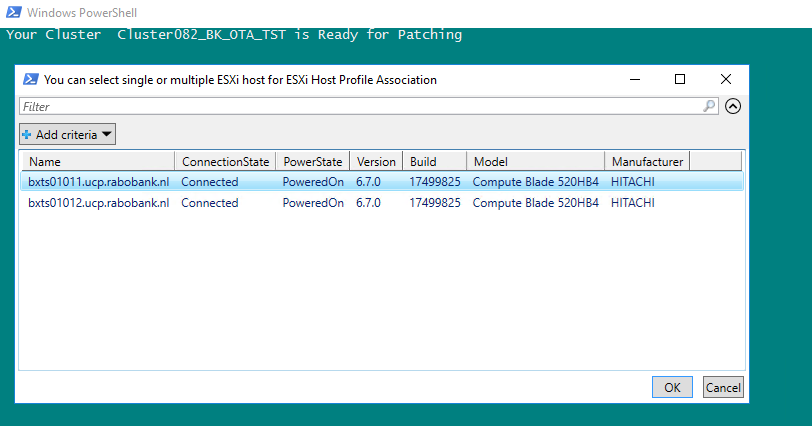 Windows PowerShell
Your Cluster  Cluster082_BK_OTA_TST is Ready for Patching
You can select single or multiple ESXi host for ESXi Host Profile Association
Filter
Add criteria
Name ConnectionState PowerState Version Build Model Manufacturer
bxts01011.ucp.rabobank.nl Connected PoweredOn 6.7.0 17499825 Compute Blade 520HB4 HITACHI
bxts01012.ucp.rabobank.nl Connected PoweredOn 6.7.0 17499825 Compute Blade 520HB4 HITACHI
OK Cancel